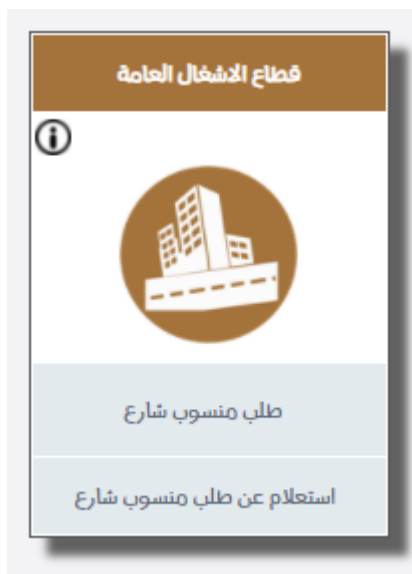 قطاع الاشغال العامة
طلب منسوب شارع
استعلام عن طلب منسوب شارع